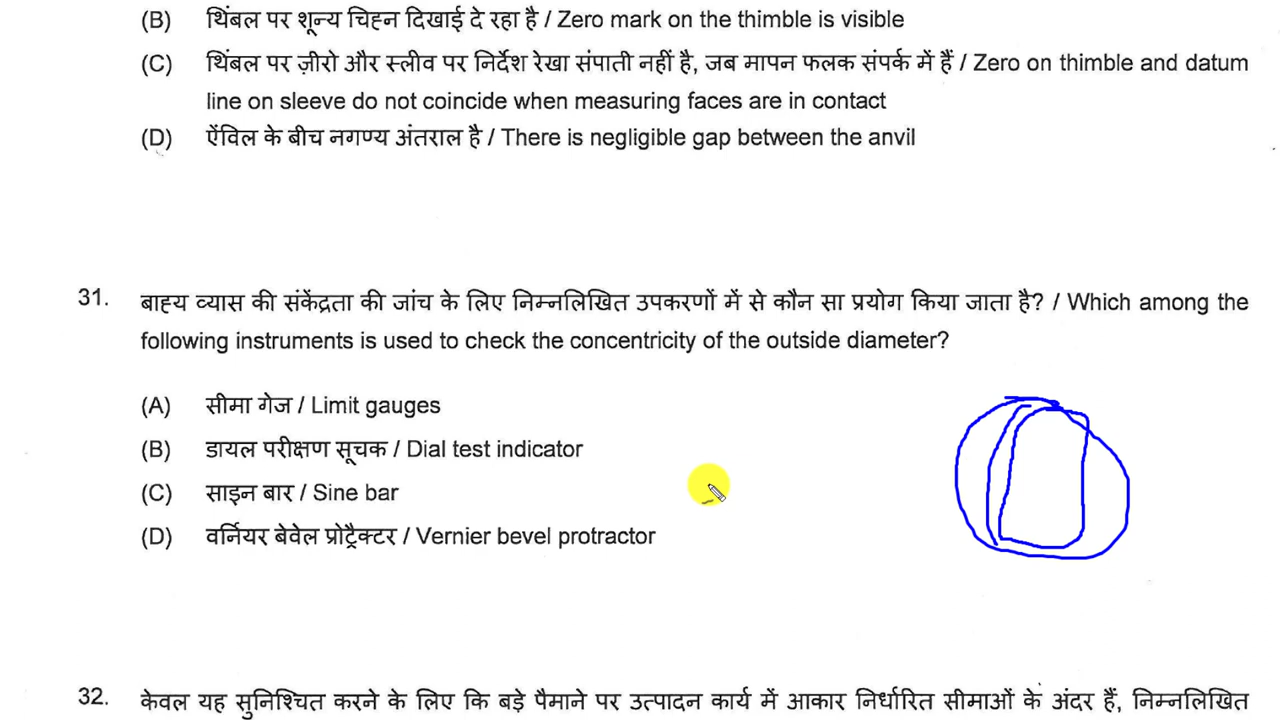 (B) थिंबल पर शून्य चिह्न दिखाई दे रहा है / Zero mark on the thimble is visible
(C) थिंबल पर ज़ीरो और स्लीव पर निर्देश रेखा संपाती नहीं है, जब मापन फलक संपर्क में हैं / Zero on thimble and datum
line on sleeve do not coincide when measuring faces are in contact
(D) ऐंविल के बीच नगण्य अंतराल है / There is negligible gap between the anvil
31. बाह्य व्यास की संकेंद्रता की जांच के लिए निम्नलिखित उपकरणों में से कौन सा प्रयोग किया जाता है? / Which among the
following instruments is used to check the concentricity of the outside diameter?
(A) सीमा गेज / Limit gauges
(B) डायल परीक्षण सूचक / Dial test indicator
(C) साइन बार / Sine bar
(D) वर्नियर बेवेल प्रोट्रैक्टर / Vernier bevel protractor
32. केवल यह सुनिश्चित करने के लिए कि बड़े पैमाने पर उत्पादन कार्य में आकार निर्धारित सीमाओं के अंदर हैं, निम्नलिखित